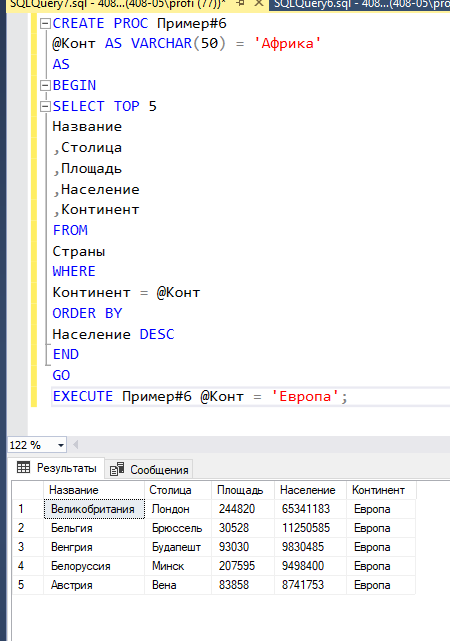 SQLQuery7.sql - 408...(408-05\profi (77))* SQLQuery6.sql - 408...(408-05\profi
CREATE PROC Пример#6
@Конт AS VARCHAR(50) = 'Африка'
AS
BEGIN
SELECT TOP 5
Название
,Столица
,Площадь
,Население
,Континент
FROM
Страны
WHERE
Континент = @Конт
ORDER BY
Население DESC
END
GO
EXECUTE Пример#6 @Конт = 'Европа';
122 %
Результаты Сообщения
Название Столица Площадь Население Континент
1 Великобритания Лондон 244820 65341183 Европа
2 Бельгия Брюссель 30528 11250585 Европа
3 Венгрия Будапешт 93030 9830485 Европа
4 Белоруссия Минск 207595 9498400 Европа
5 Австрия Вена 83858 8741753 Европа